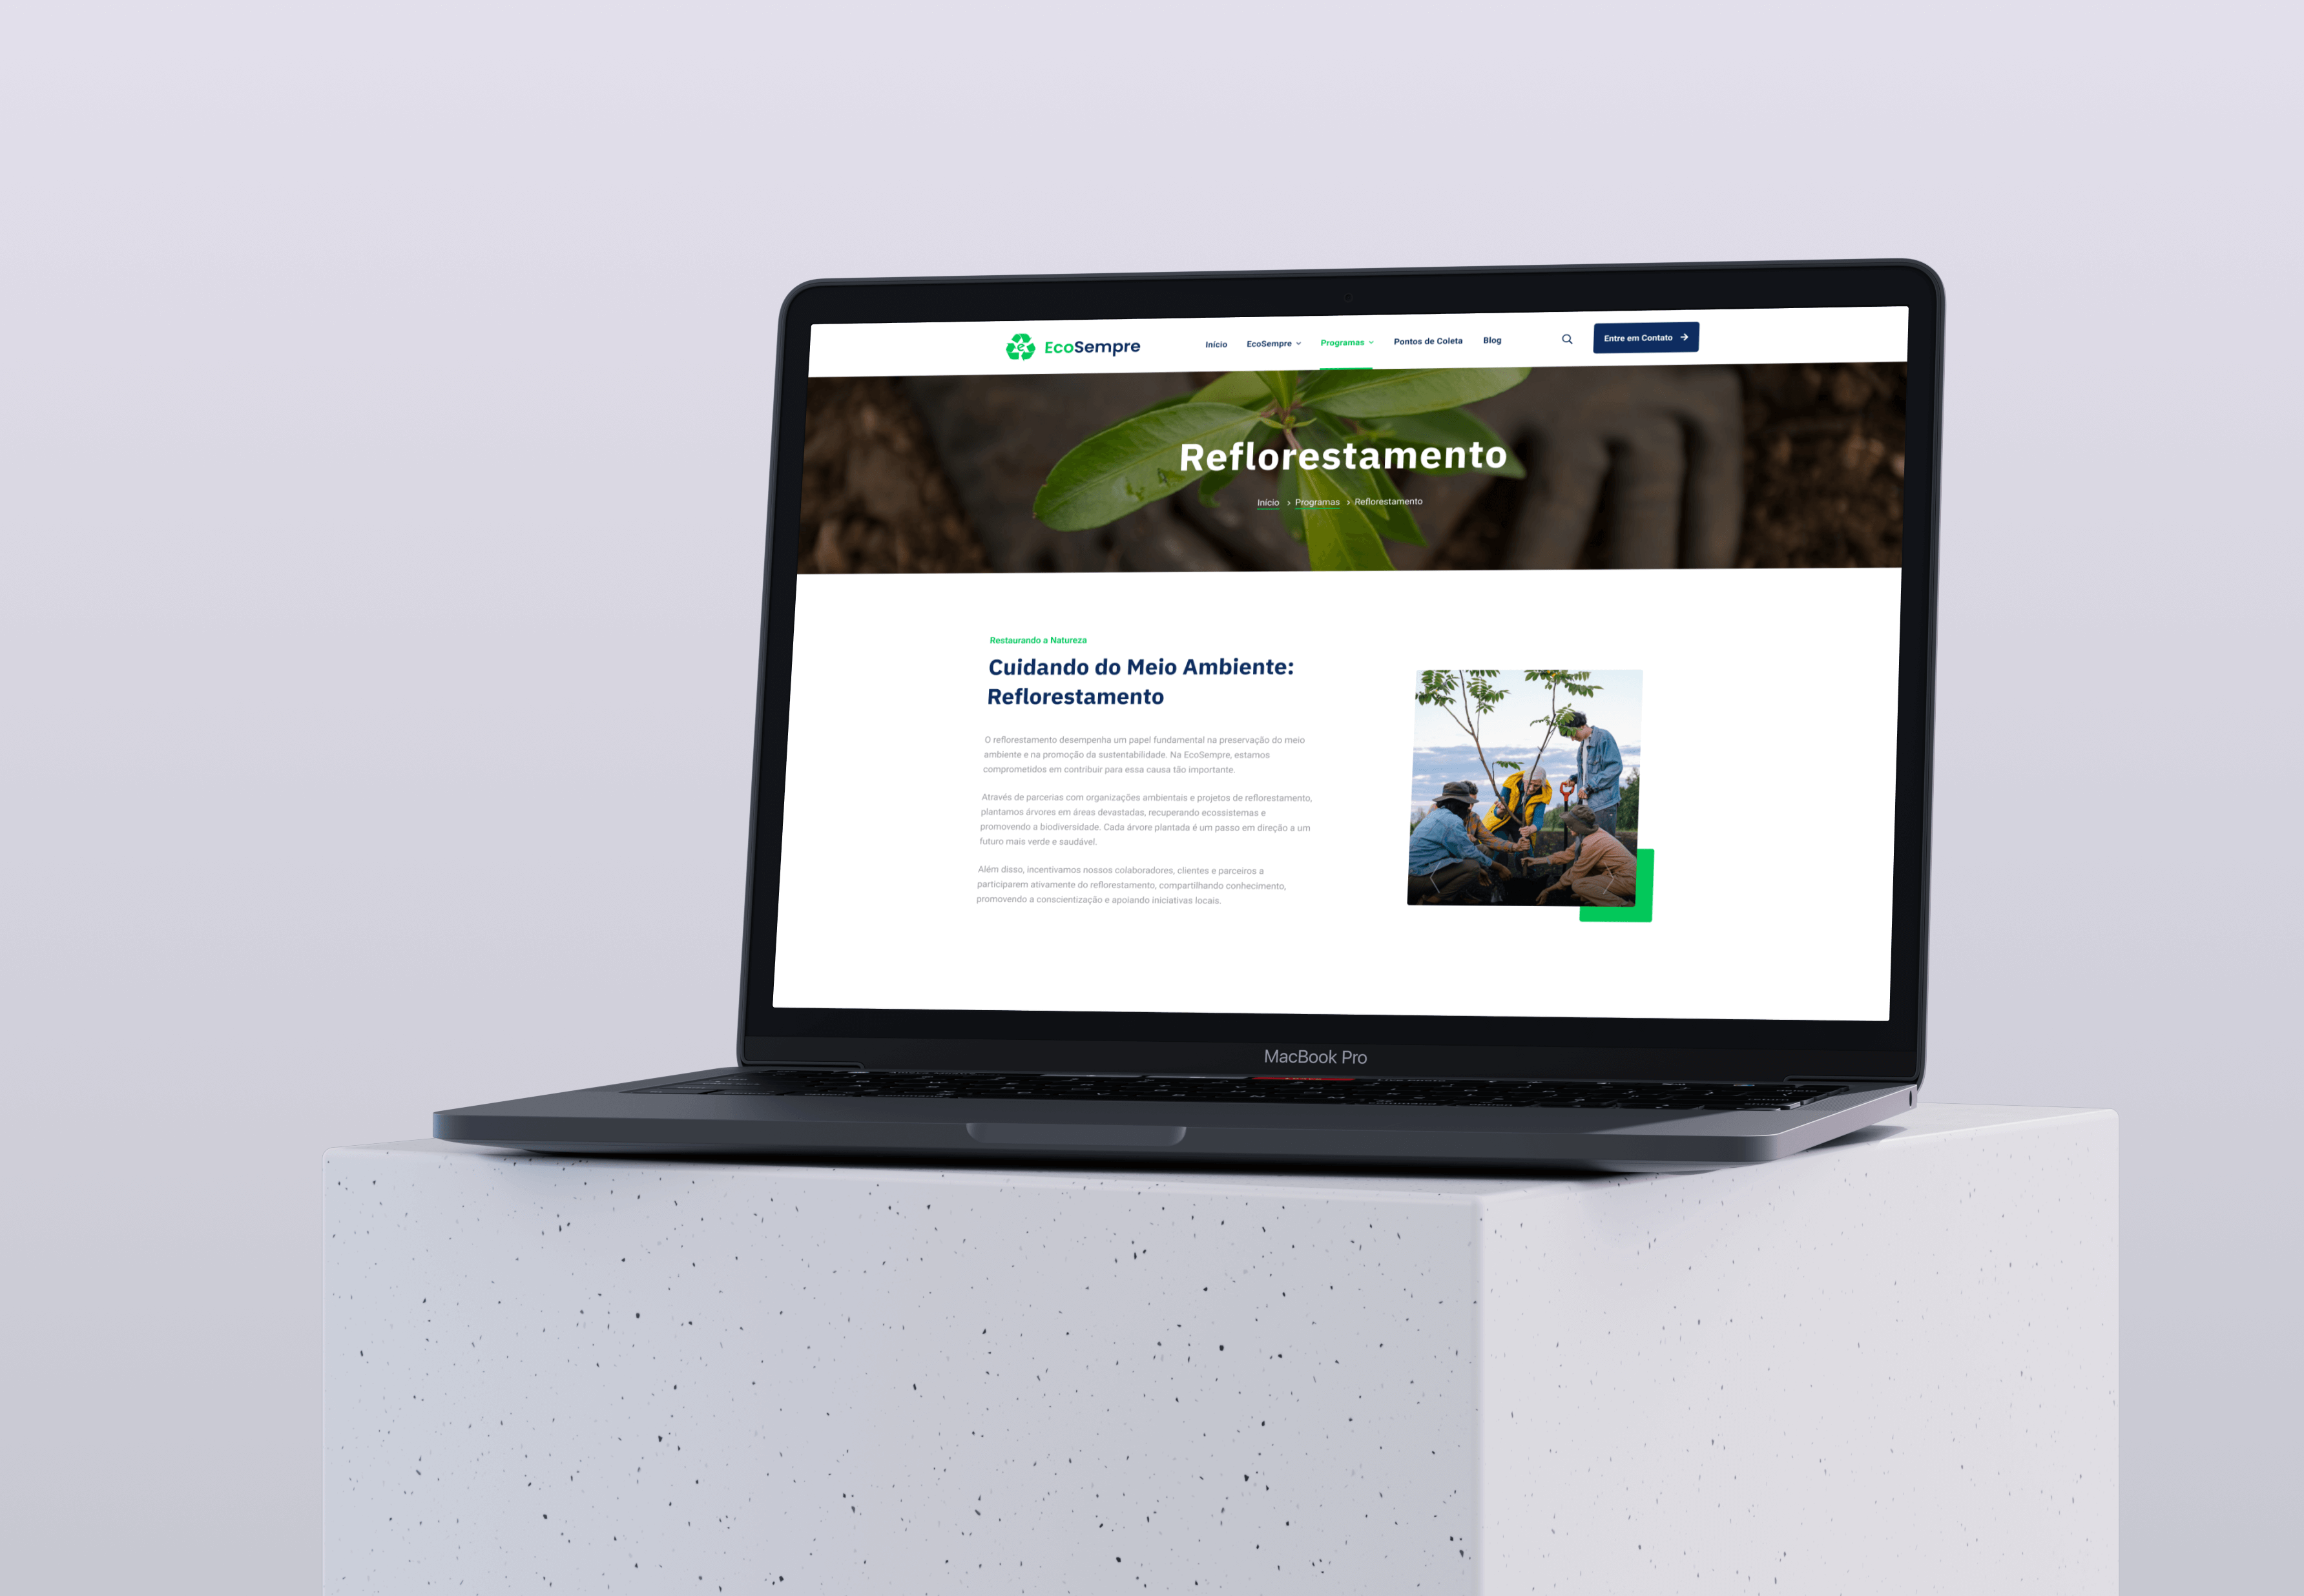 EcoSempre
Início
EcoSempre
Programas
Pontos de Coleta
Blog
Entre em Contato
Reflorestamento
Início > Programas > Reflorestamento
Restaurando a Natureza
Cuidando do Meio Ambiente:
Reflorestamento
O reflorestamento desempenha um papel fundamental na preservação do meio
ambiente e na promoção da sustentabilidade. Na EcoSempre, estamos
comprometidos em contribuir para essa causa tão importante.
Através de parcerias com organizações ambientais e projetos de reflorestamento,
plantamos árvores em áreas devastadas, recuperando ecossistemas e
promovendo a biodiversidade. Cada árvore plantada é um passo em direção a um
futuro mais verde e saudável.
Além disso, incentivamos nossos colaboradores, clientes e parceiros a
participarem ativamente do reflorestamento, compartilhando conhecimento,
promovendo a conscientização e apoiando iniciativas locais.
MacBook Pro